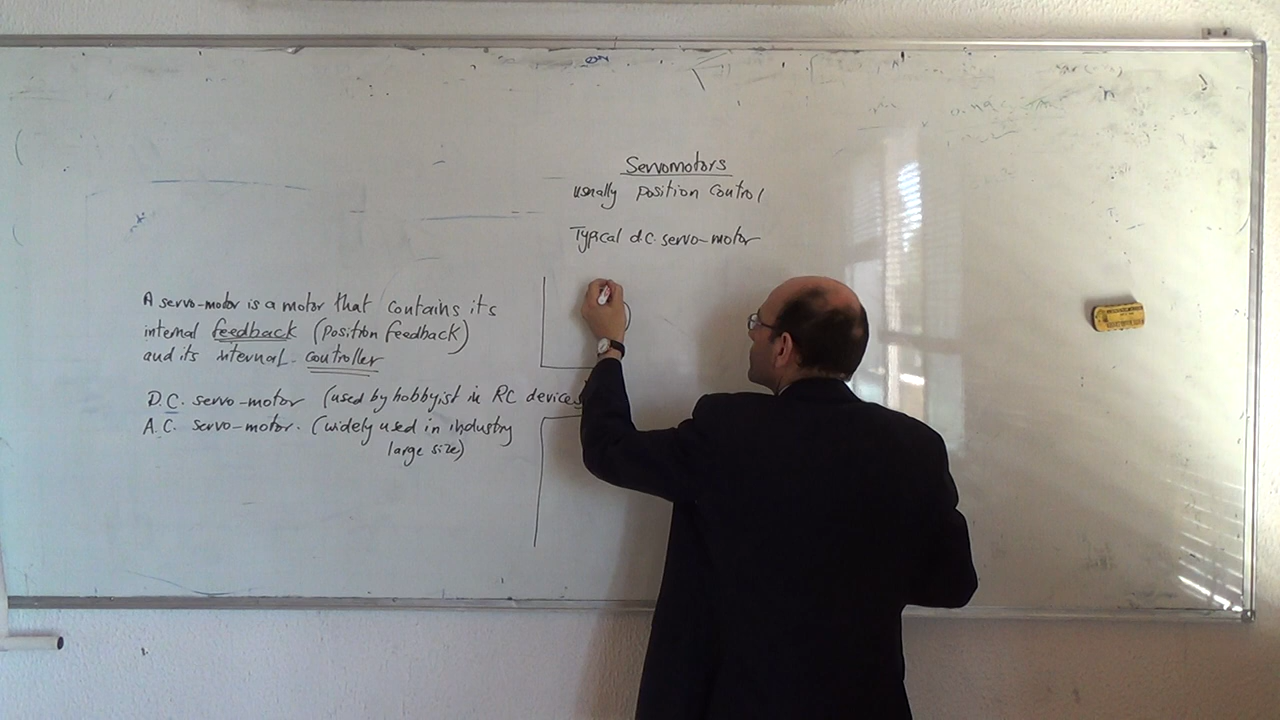 Servomotors
usually position control
Typical d.c. servo-motor
A servo-motor is a motor that contains its
internal feedback (position feedback)
and its internal controller
D.C. servo-motor (used by hobbyist in RC devices
A.C. servo-motor. (widely used in industry
large size)